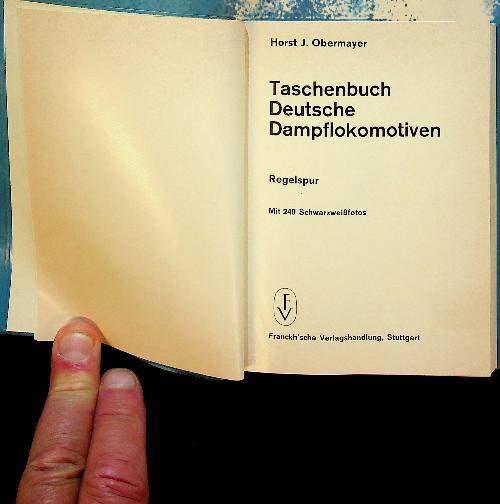 Horst J. Obermayer
Taschenbuch
Deutsche
Dampflokomotiven
Regelspur
Mit 240 Schwarzweißfotos
FV
Franckh'sche Verlagshandlung, Stuttgart